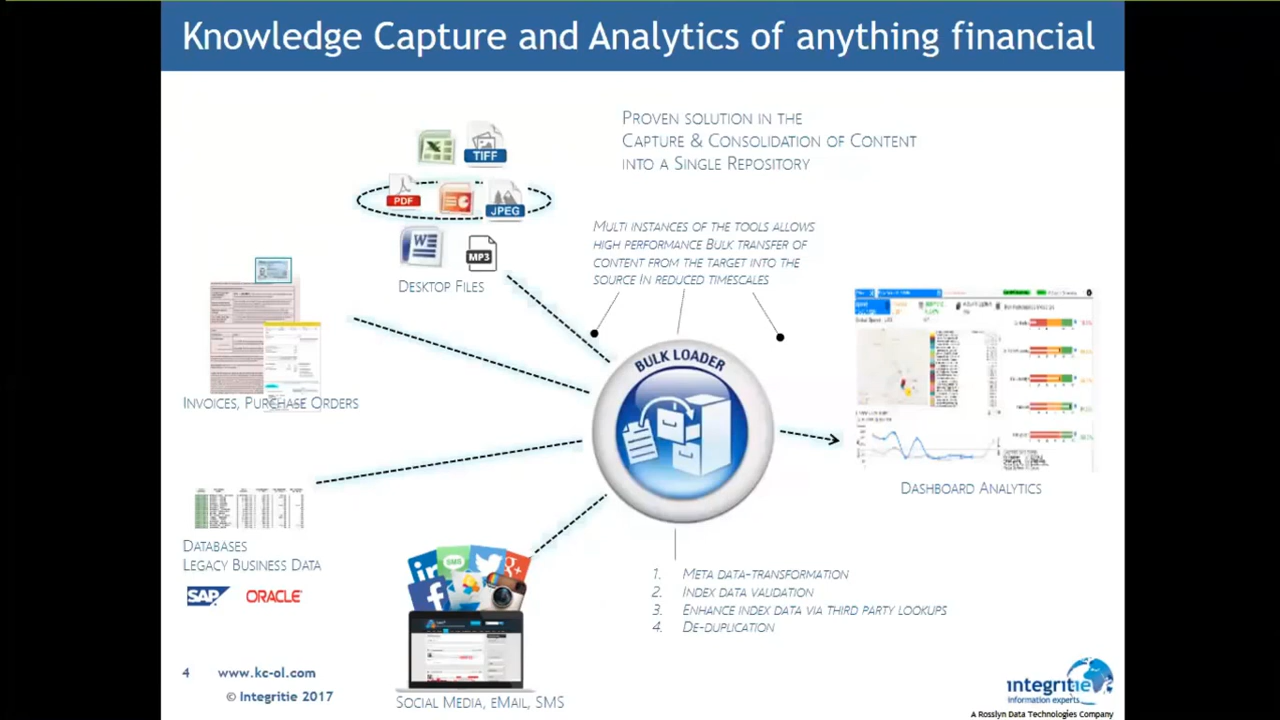 Knowledge Capture and Analytics of anything financial
PROVEN SOLUTION IN THE
CAPTURE & CONSOLIDATION OF CONTENT
INTO A SINGLE REPOSITORY
TIFF
PDF
JPEG
MP3
DESKTOP FILES
MULTI INSTANCES OF THE TOOLS ALLOWS
HIGH PERFORMANCE BULK TRANSFER OF
CONTENT FROM THE TARGET INTO THE
SOURCE IN REDUCED TIMESCALES
INVOICES, PURCHASE ORDERS
BULK LOADER
DASHBOARD ANALYTICS
DATABASES
LEGACY BUSINESS DATA
SAP
ORACLE
in
SMS
g+
f
SOCIAL MEDIA, EMAIL, SMS
1. META DATA-TRANSFORMATION
2. INDEX DATA VALIDATION
3. ENHANCE INDEX DATA VIA THIRD PARTY LOOKUPS
4. DE-DUPLICATION
4 www.kc-ol.com
© Integritie 2017
integritie
information experts
A Rosslyn Data Technologies Company